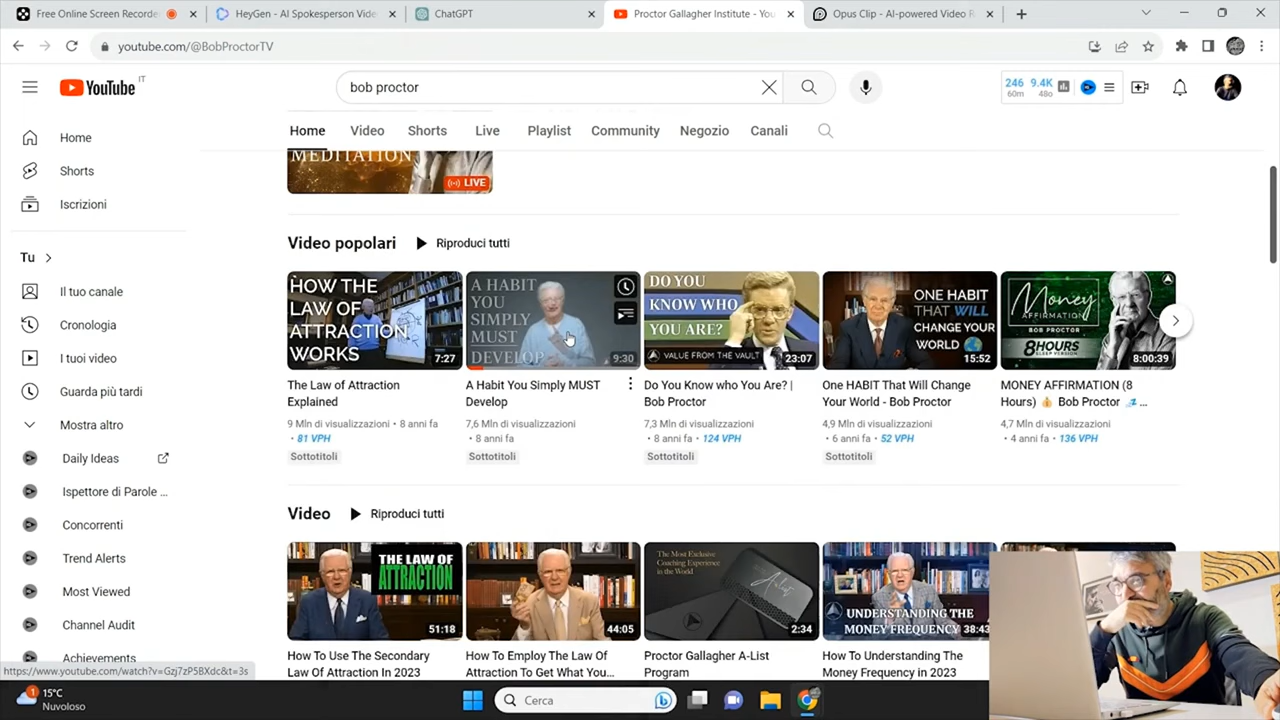 Free Online Screen Recorde
HeyGen - AI Spokesperson Vide
ChatGPT
Proctor Gallagher Institute - You
Opus Clip - AI-powered Video R
youtube.com/@BobProctorTV
YouTube IT
bob proctor
246 9.4K
60m 48o
Home Video Shorts Live Playlist Community Negozio Canali
Home
Shorts
Iscrizioni
Tu
Il tuo canale
Cronologia
I tuoi video
Guarda più tardi
Mostra altro
Daily Ideas
Ispettore di Parole ...
Concorrenti
Trend Alerts
Most Viewed
Channel Audit
Achievements
MEDITATION
LIVE
Video popolari Riproduci tutti
HOW THE
LAW OF
ATTRACTION
WORKS
7:27
The Law of Attraction
Explained
9 Mln di visualizzazioni • 8 anni fa
• 81 VPH
Sottotitoli
A HABIT
YOU
SIMPLY
MUST
DEVELOP
9:30
A Habit You Simply MUST
Develop
7,6 Mln di visualizzazioni
• 8 anni fa
Sottotitoli
DO YOU
KNOW WHO
YOU ARE?
VALUE FROM THE VAULT
23:07
Do You Know who You Are? |
Bob Proctor
7,3 Mln di visualizzazioni
• 8 anni fa • 124 VPH
Sottotitoli
ONE HABIT
THAT WILL
CHANGE
YOUR
WORLD
15:52
One HABIT That Will Change
Your World - Bob Proctor
4,9 Mln di visualizzazioni
• 6 anni fa • 52 VPH
Sottotitoli
Money
AFFIRMATION
BOB PROCTOR
8HOURS
SLEEP VERSION
8:00:39
MONEY AFFIRMATION (8
Hours) 💰 Bob Proctor 💤 ...
4,7 Mln di visualizzazioni
• 4 anni fa • 136 VPH
Video Riproduci tutti
THE LAW OF
ATTRACTION
51:18
How To Use The Secondary
Law Of Attraction In 2023
44:05
How To Employ The Law Of
Attraction To Get What You...
The Most Exclusive
Coaching Experience
in the World
2:34
Proctor Gallagher A-List
Program
UNDERSTANDING THE
MONEY FREQUENCY
38:43
How To Understanding The
Money Frequency in 2023
https://www.youtube.com/watch?v=Gzj7zP5BXdc&t=3s
1
15°C
Nuvoloso
Cerca